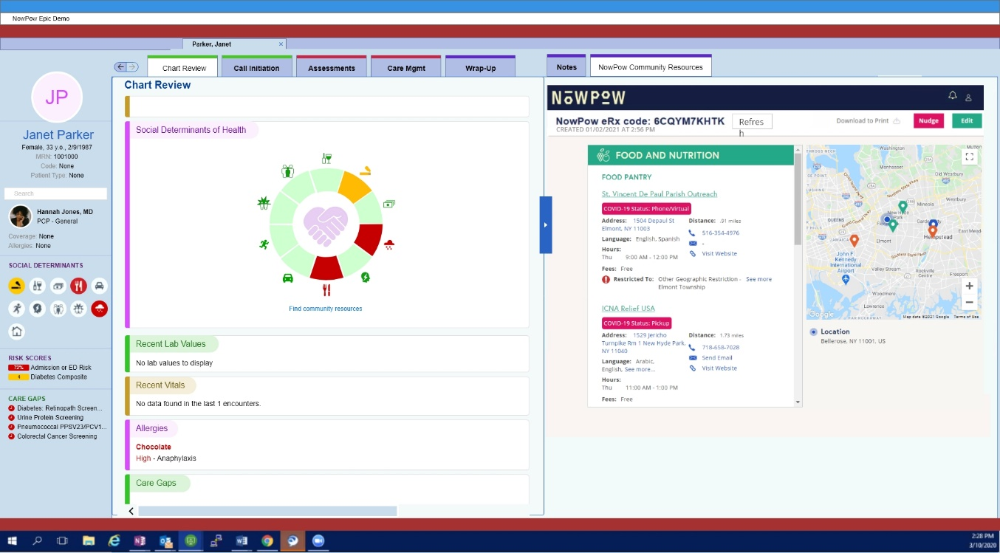 NowPow Epic Demo
Parker, Janet ×
Chart Review
Call Initiation
Assessments
Care Mgmt
Wrap-Up
Notes
NowPow Community Resources
JP
Janet Parker
Female, 33 y.o., 2/9/1987
MRN: 1001000
Code: None
Patient Type: None
Search
Hannah Jones, MD
PCP - General
Coverage: None
Allergies: None
SOCIAL DETERMINANTS
RISK SCORES
72% Admission or ED Risk
4 Diabetes Composite
CARE GAPS
Diabetes: Retinopath Screen...
Urine Protein Screening
Pneumococcal PPSV23/PCV1...
Colorectal Cancer Screening
Chart Review
Social Determinants of Health
Find community resources
Recent Lab Values
No lab values to display
Recent Vitals
No data found in the last 1 encounters.
Allergies
Chocolate
High - Anaphylaxis
Care Gaps
NOWPOW
NowPow eRx code: 6CQYM7KHTK
CREATED 01/02/2021 AT 2:56 PM
Refres
h
Download to Print
Nudge
Edit
FOOD AND NUTRITION
FOOD PANTRY
St. Vincent De Paul Parish Outreach
COVID-19 Status: Phone/Virtual
Address: 1504 Depaul St
Elmont, NY 11003
Language: English, Spanish
Hours:
Thu 9:00 AM - 12:00 PM
Fees: Free
Distance: .91 miles
516-354-4976
-
Visit Website
Restricted To: Other Geographic Restriction - See more
Elmont Township
ICNA Relief USA
COVID-19 Status: Pickup
Address: 1529 Jericho
Turnpike Rm 1 New Hyde Park,
NY 11040
Language: Arabic,
English, See more...
Hours:
Thu 11:00 AM - 1:00 PM
Fees: Free
Distance: 1.73 miles
718-658-7028
Send Email
Visit Website
Washington
Mutton
THROGS NECK
Manhasset
Old Westbury
Westbury
Mineola
QUEENS
New Hyde
Park
Garden
Hempstead
East Mead
JAMAICA
Elmont
John F.
Kennedy
International
Airport
Valley Stream
Rockville
Centre
Freeport
Woodmere
Lawrence
Google
Map data ©2021 Google
Terms of Use
Location
Bellerose, NY 11001, US
2:28 PM
3/10/2020